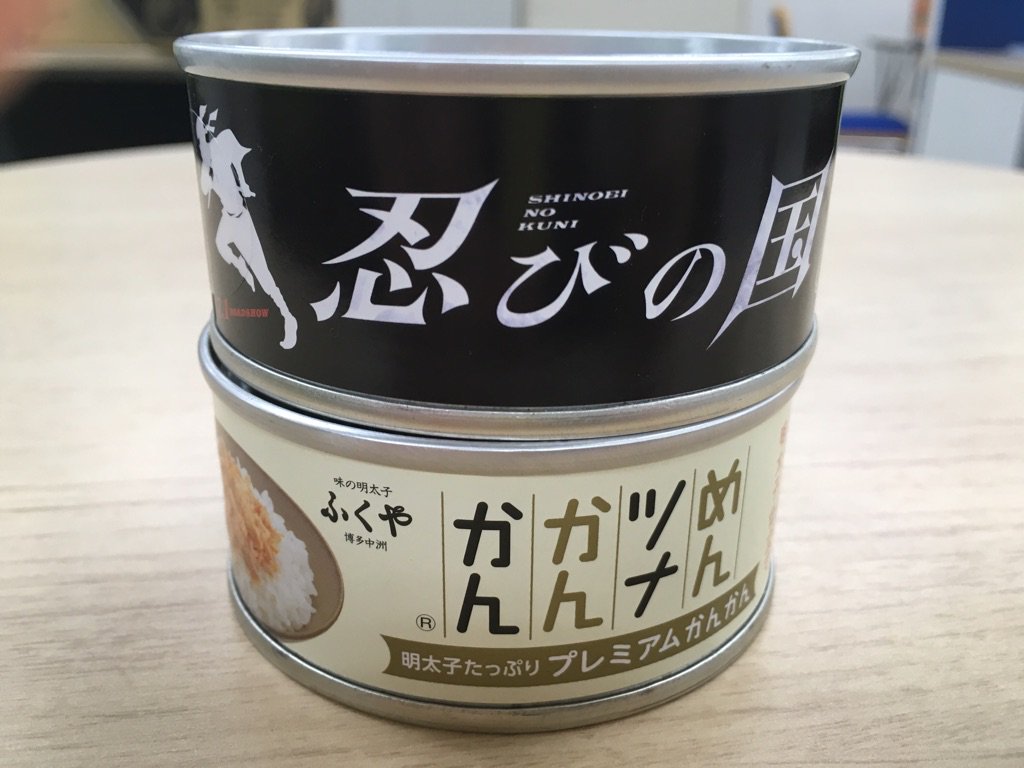 忍びの国
SHINOBI
NO
KUNI
ROADSHOW
味の明太子
ふくや
博多中洲
めん
ツナ
かん
かん
®
明太子たっぷり プレミアムかんかん